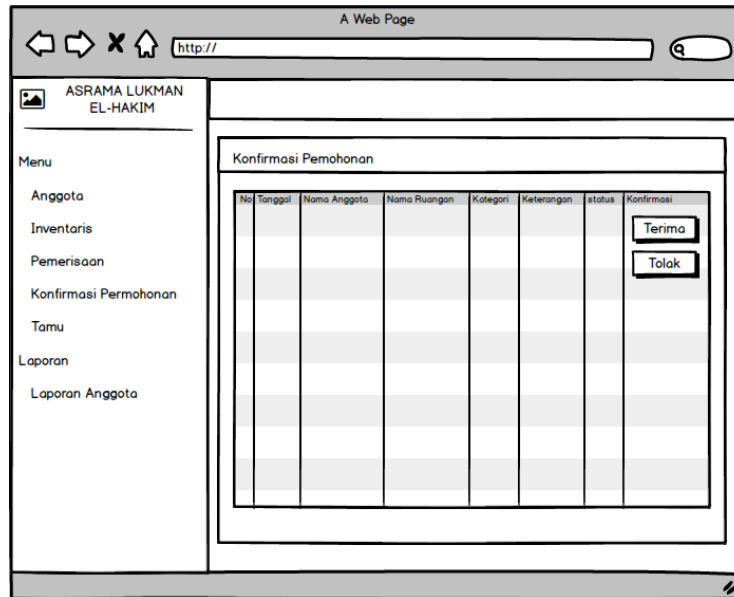 A Web Page
http://
ASRAMA LUKMAN
EL-HAKIM
Menu
Anggota
Inventaris
Pemerisaan
Konfirmasi Permohonan
Tamu
Laporan
Laporan Anggota
Konfirmasi Pemohonan
No Tanggal Nama Anggota Nama Ruangan Kategori Keterangan status Konfirmasi
Terima
Tolak